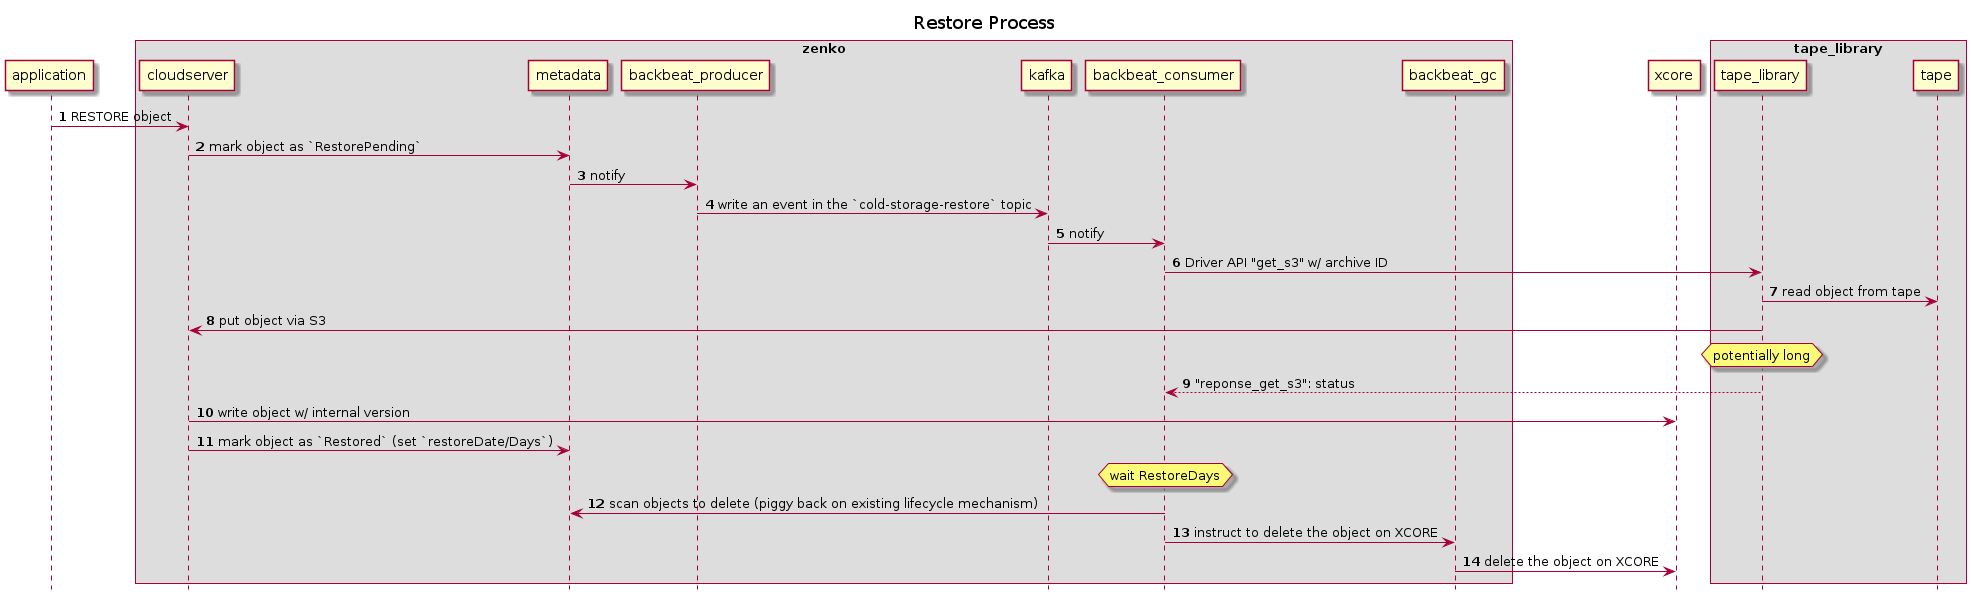 Restore Process
zenko
tape_library
application
cloudserver
metadata
backbeat_producer
kafka
backbeat_consumer
backbeat_gc
xcore
tape_library
tape
1 RESTORE object
2 mark object as `RestorePending`
3 notify
4 write an event in the `cold-storage-restore` topic
5 notify
6 Driver API "get_s3" w/ archive ID
7 read object from tape
8 put object via S3
potentially long
9 "reponse_get_s3": status
10 write object w/ internal version
11 mark object as `Restored` (set `restoreDate/Days`)
wait RestoreDays
12 scan objects to delete (piggy back on existing lifecycle mechanism)
13 instruct to delete the object on XCORE
14 delete the object on XCORE